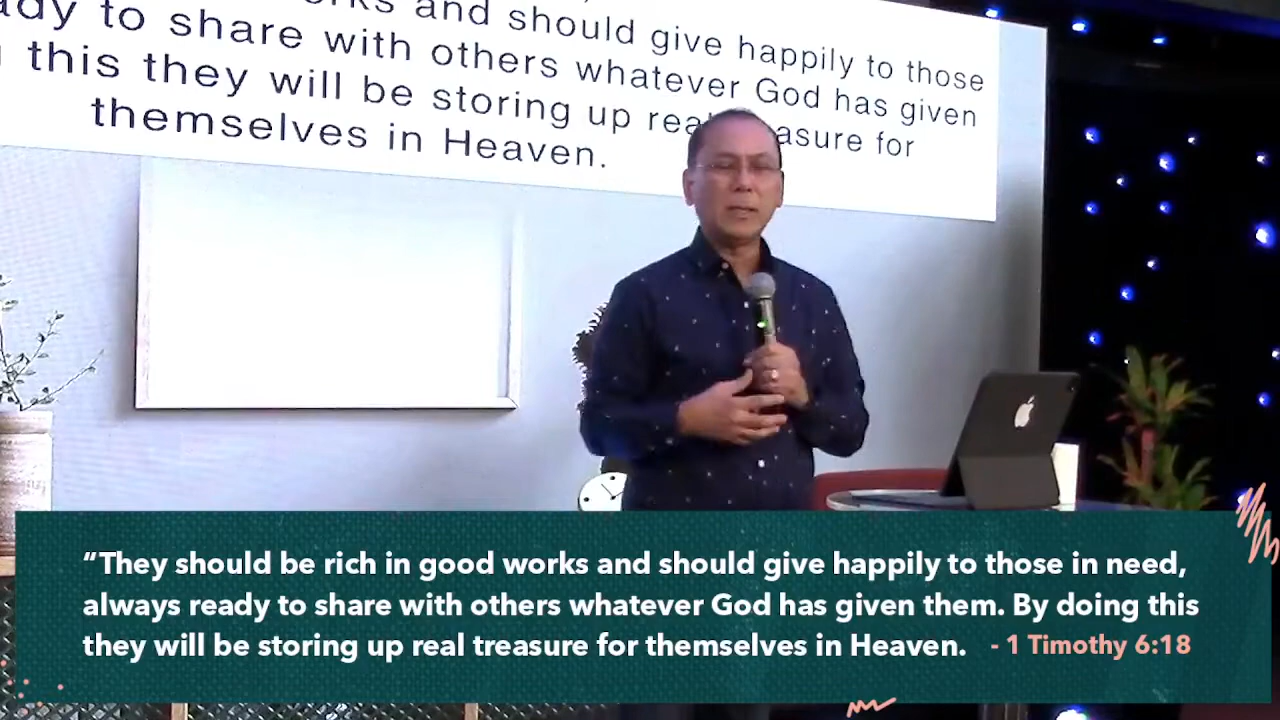 and should give happily to those
ady to share with others whatever God has given
this they will be storing up real treasure for
themselves in Heaven.
“They should be rich in good works and should give happily to those in need,
always ready to share with others whatever God has given them. By doing this
they will be storing up real treasure for themselves in Heaven. - 1 Timothy 6:18